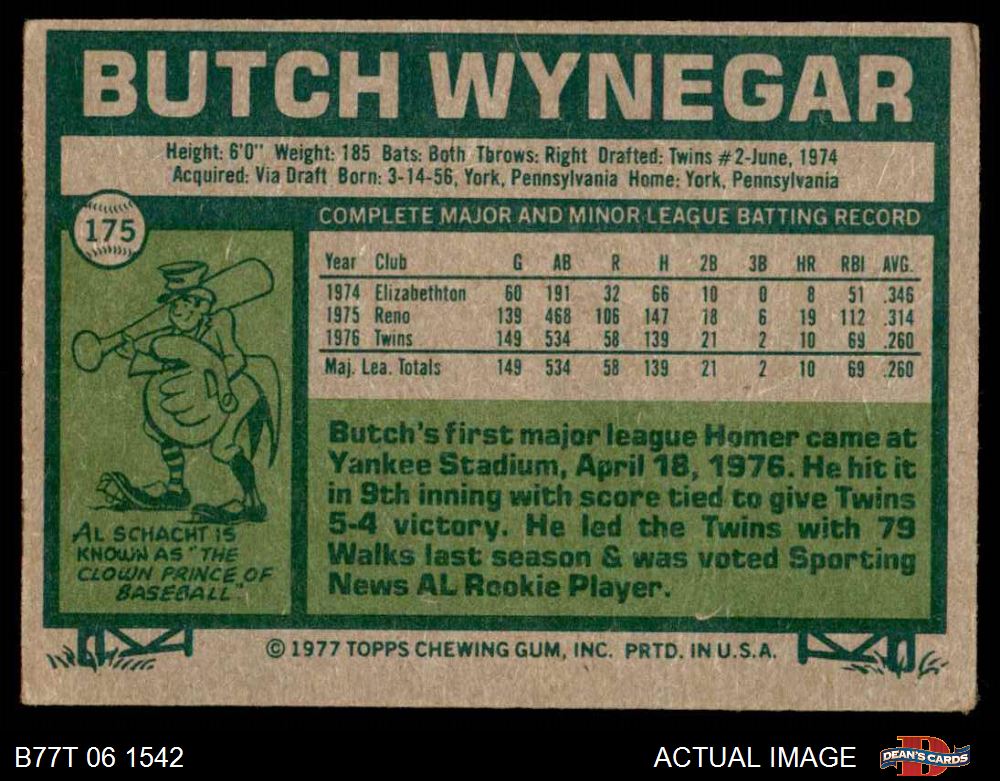 BUTCH WYNEGAR
Height: 6'0" Weight: 185 Bats: Both Throws: Right Drafted: Twins #2-June, 1974
Acquired: Via Draft Born: 3-14-56, York, Pennsylvania Home: York, Pennsylvania
175
COMPLETE MAJOR AND MINOR LEAGUE BATTING RECORD
Year Club G AB R H 2B 3B HR RBI AVG.
1974 Elizabethton 60 191 32 66 10 0 8 51 .346
1975 Reno 139 468 106 147 18 6 19 112 .314
1976 Twins 149 534 58 139 21 2 10 69 .260
Maj. Lea. Totals 149 534 58 139 21 2 10 69 .260
Butch's first major league Homer came at
Yankee Stadium, April 18, 1976. He hit it
in 9th inning with score tied to give Twins
5-4 victory. He led the Twins with 79
Walks last season & was voted Sporting
News AL Rookie Player.
AL SCHACHT IS
KNOWN AS "THE
CLOWN PRINCE OF
BASEBALL"
© 1977 TOPPS CHEWING GUM, INC. PRTD. IN U.S.A.
B77T 06 1542
ACTUAL IMAGE
DEAN'S CARDS